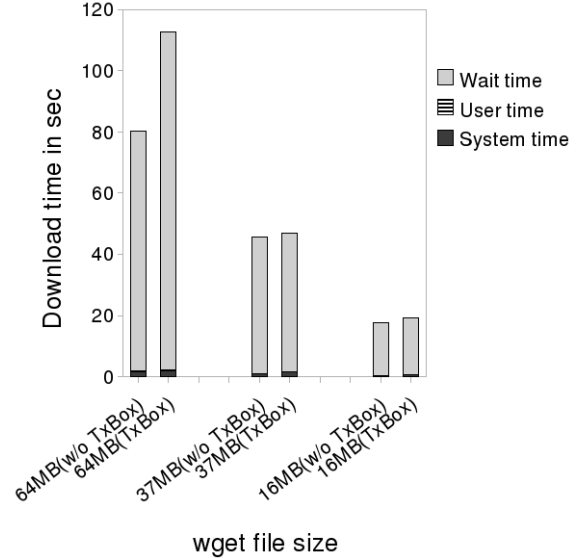 120
100
80
60
40
20
0
Download time in sec
Wait time
User time
System time
64MB(w/o TxBox)
64MB(TxBox)
37MB(w/o TxBox)
37MB(TxBox)
16MB(w/o TxBox)
16MB(TxBox)
wget file size